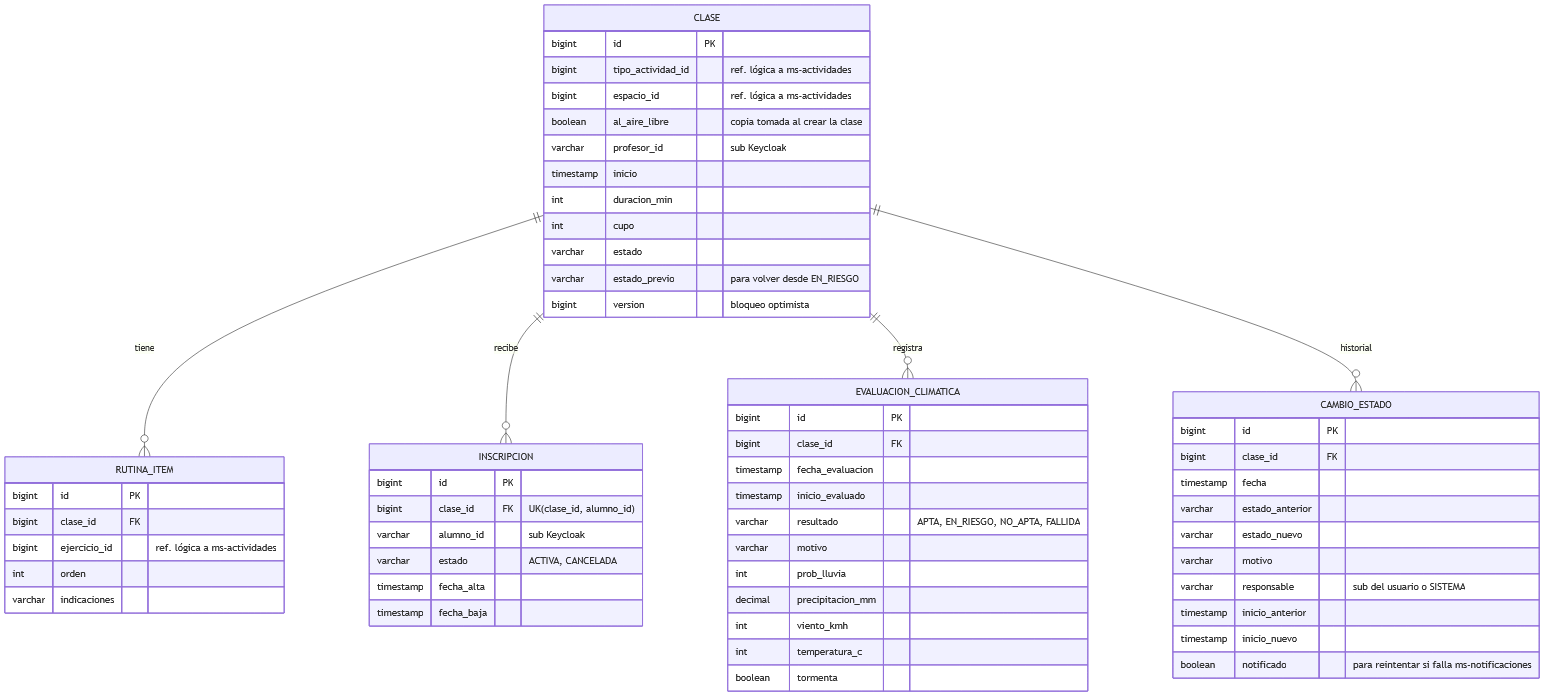 CLASE
bigint id PK
bigint tipo_actividad_id ref. lógica a ms-actividades
bigint espacio_id ref. lógica a ms-actividades
boolean al_aire_libre copia tomada al crear la clase
varchar profesor_id sub Keycloak
timestamp inicio
int duracion_min
int cupo
varchar estado
varchar estado_previo para volver desde EN_RIESGO
bigint version bloqueo optimista
tiene
recibe
registra
historial
RUTINA_ITEM
bigint id PK
bigint clase_id FK
bigint ejercicio_id ref. lógica a ms-actividades
int orden
varchar indicaciones
INSCRIPCION
bigint id PK
bigint clase_id FK UK(clase_id, alumno_id)
varchar alumno_id sub Keycloak
varchar estado ACTIVA, CANCELADA
timestamp fecha_alta
timestamp fecha_baja
EVALUACION_CLIMATICA
bigint id PK
bigint clase_id FK
timestamp fecha_evaluacion
timestamp inicio_evaluado
varchar resultado APTA, EN_RIESGO, NO_APTA, FALLIDA
varchar motivo
int prob_lluvia
decimal precipitacion_mm
int viento_kmh
int temperatura_c
boolean tormenta
CAMBIO_ESTADO
bigint id PK
bigint clase_id FK
timestamp fecha
varchar estado_anterior
varchar estado_nuevo
varchar motivo
varchar responsable sub del usuario o SISTEMA
timestamp inicio_anterior
timestamp inicio_nuevo
boolean notificado para reintentar si falla ms-notificaciones